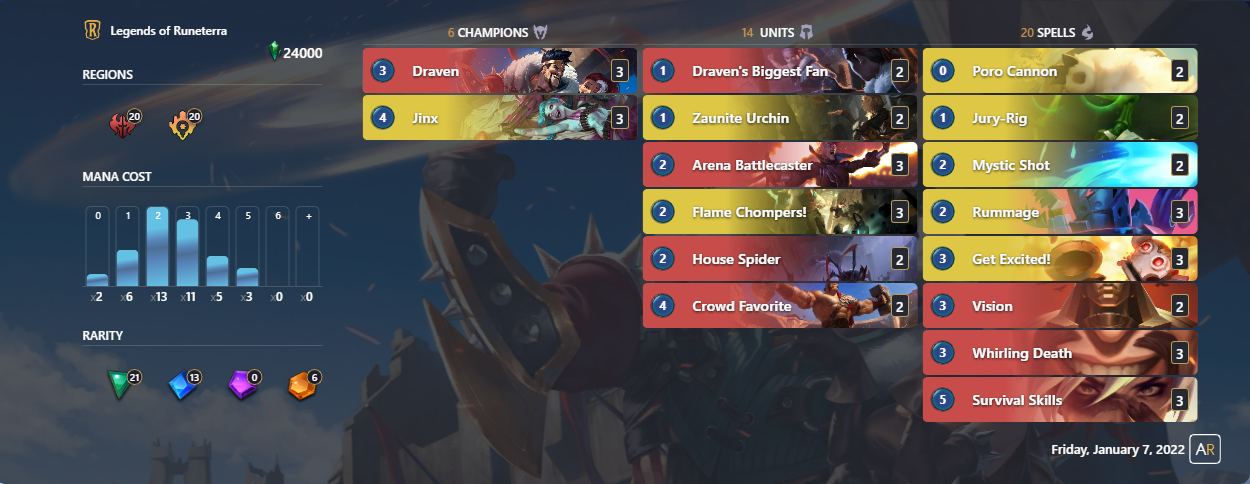 Legends of Runeterra
24000
REGIONS
20 20
MANA COST
0 1 2 3 4 5 6 +
x2 x6 x13 x11 x5 x3 x0 x0
RARITY
21 13 0 6
6 CHAMPIONS
3 Draven 3
4 Jinx 3
14 UNITS
1 Draven's Biggest Fan 2
1 Zaunite Urchin 2
2 Arena Battlecaster 3
2 Flame Chompers! 3
2 House Spider 2
4 Crowd Favorite 2
20 SPELLS
0 Poro Cannon 2
1 Jury-Rig 2
2 Mystic Shot 2
2 Rummage 3
3 Get Excited! 3
3 Vision 2
3 Whirling Death 3
5 Survival Skills 3
Friday, January 7, 2022 AR